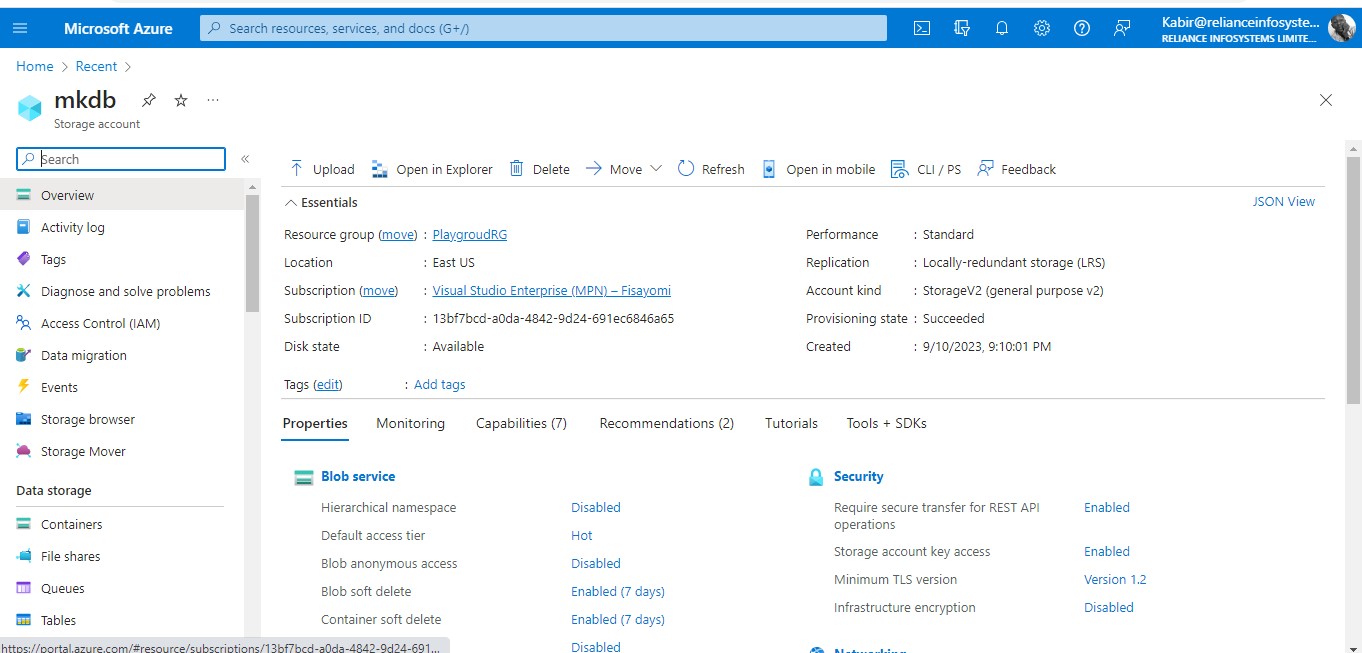 Microsoft Azure
Search resources, services, and docs (G+/)
Kabir@relianceinfosyste...
RELIANCE INFOSYSTEMS LIMITE...
Home > Recent >
mkdb
Storage account
Search
Overview
Activity log
Tags
Diagnose and solve problems
Access Control (IAM)
Data migration
Events
Storage browser
Storage Mover
Data storage
Containers
File shares
Queues
Tables
https://portal.azure.com/#resource/subscriptions/13bf7bcd-a0da-4842-9d24-691...
Upload Open in Explorer Delete Move Refresh Open in mobile CLI / PS Feedback
Essentials
JSON View
Resource group (move) : PlaygroudRG
Location : East US
Subscription (move) : Visual Studio Enterprise (MPN) – Fisayomi
Subscription ID : 13bf7bcd-a0da-4842-9d24-691ec6846a65
Disk state : Available
Performance : Standard
Replication : Locally-redundant storage (LRS)
Account kind : StorageV2 (general purpose v2)
Provisioning state : Succeeded
Created : 9/10/2023, 9:10:01 PM
Tags (edit) : Add tags
Properties Monitoring Capabilities (7) Recommendations (2) Tutorials Tools + SDKs
Blob service
Hierarchical namespace Disabled
Default access tier Hot
Blob anonymous access Disabled
Blob soft delete Enabled (7 days)
Container soft delete Enabled (7 days)
Disabled
Security
Require secure transfer for REST API
operations Enabled
Storage account key access Enabled
Minimum TLS version Version 1.2
Infrastructure encryption Disabled
Networking